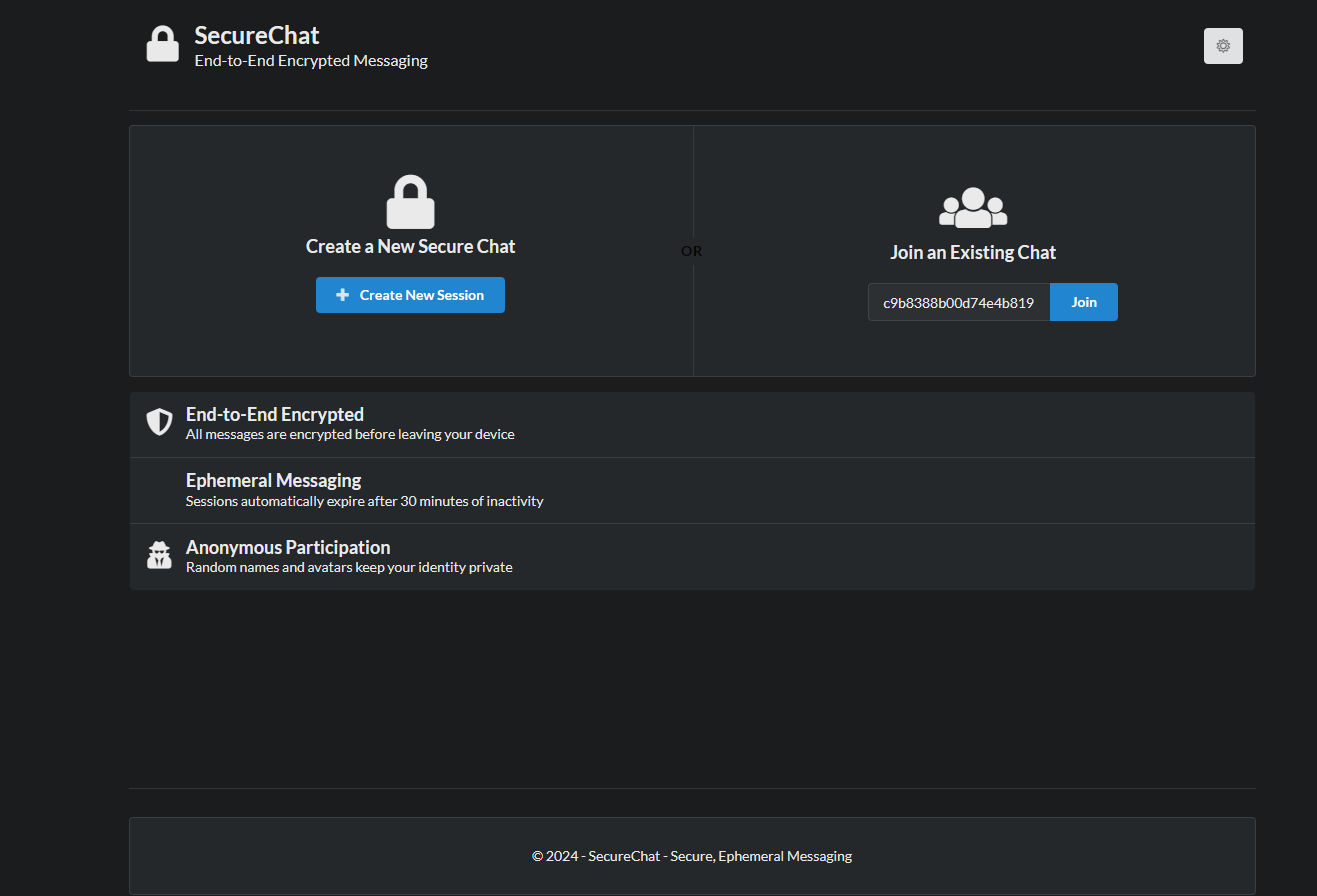 SecureChat
End-to-End Encrypted Messaging
Create a New Secure Chat
Create New Session
OR
Join an Existing Chat
c9b8388b00d74e4b819
Join
End-to-End Encrypted
All messages are encrypted before leaving your device
Ephemeral Messaging
Sessions automatically expire after 30 minutes of inactivity
Anonymous Participation
Random names and avatars keep your identity private
© 2024 - SecureChat - Secure, Ephemeral Messaging